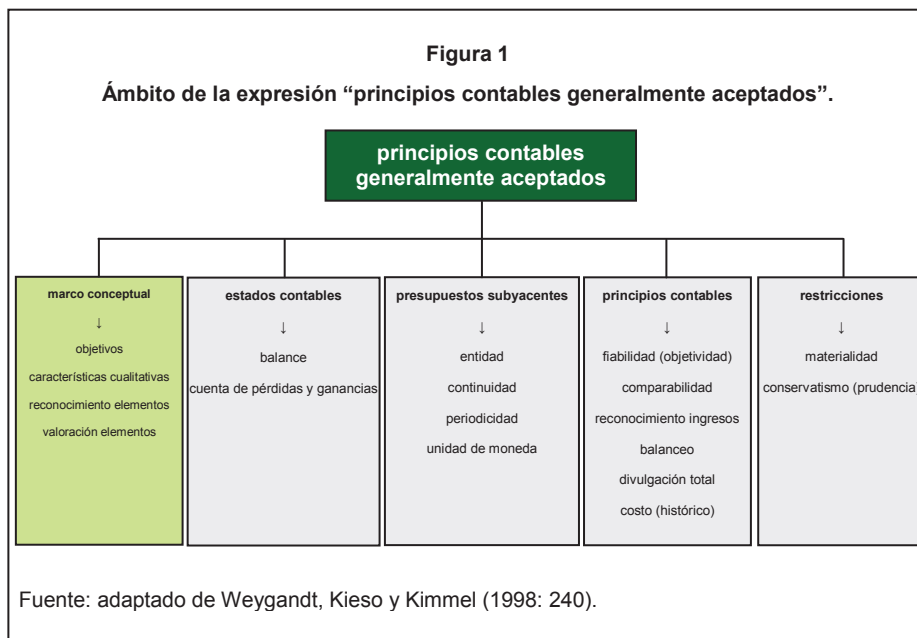 Figura 1
Ámbito de la expresión “principios contables generalmente aceptados”.
principios contables
generalmente aceptados
marco conceptual
↓
objetivos
características cualitativas
reconocimiento elementos
valoración elementos
estados contables
↓
balance
cuenta de pérdidas y ganancias
presupuestos subyacentes
↓
entidad
continuidad
periodicidad
unidad de moneda
principios contables
↓
fiabilidad (objetividad)
comparabilidad
reconocimiento ingresos
balanceo
divulgación total
costo (histórico)
restricciones
↓
materialidad
conservatismo (prudencia)
Fuente: adaptado de Weygandt, Kieso y Kimmel (1998: 240).